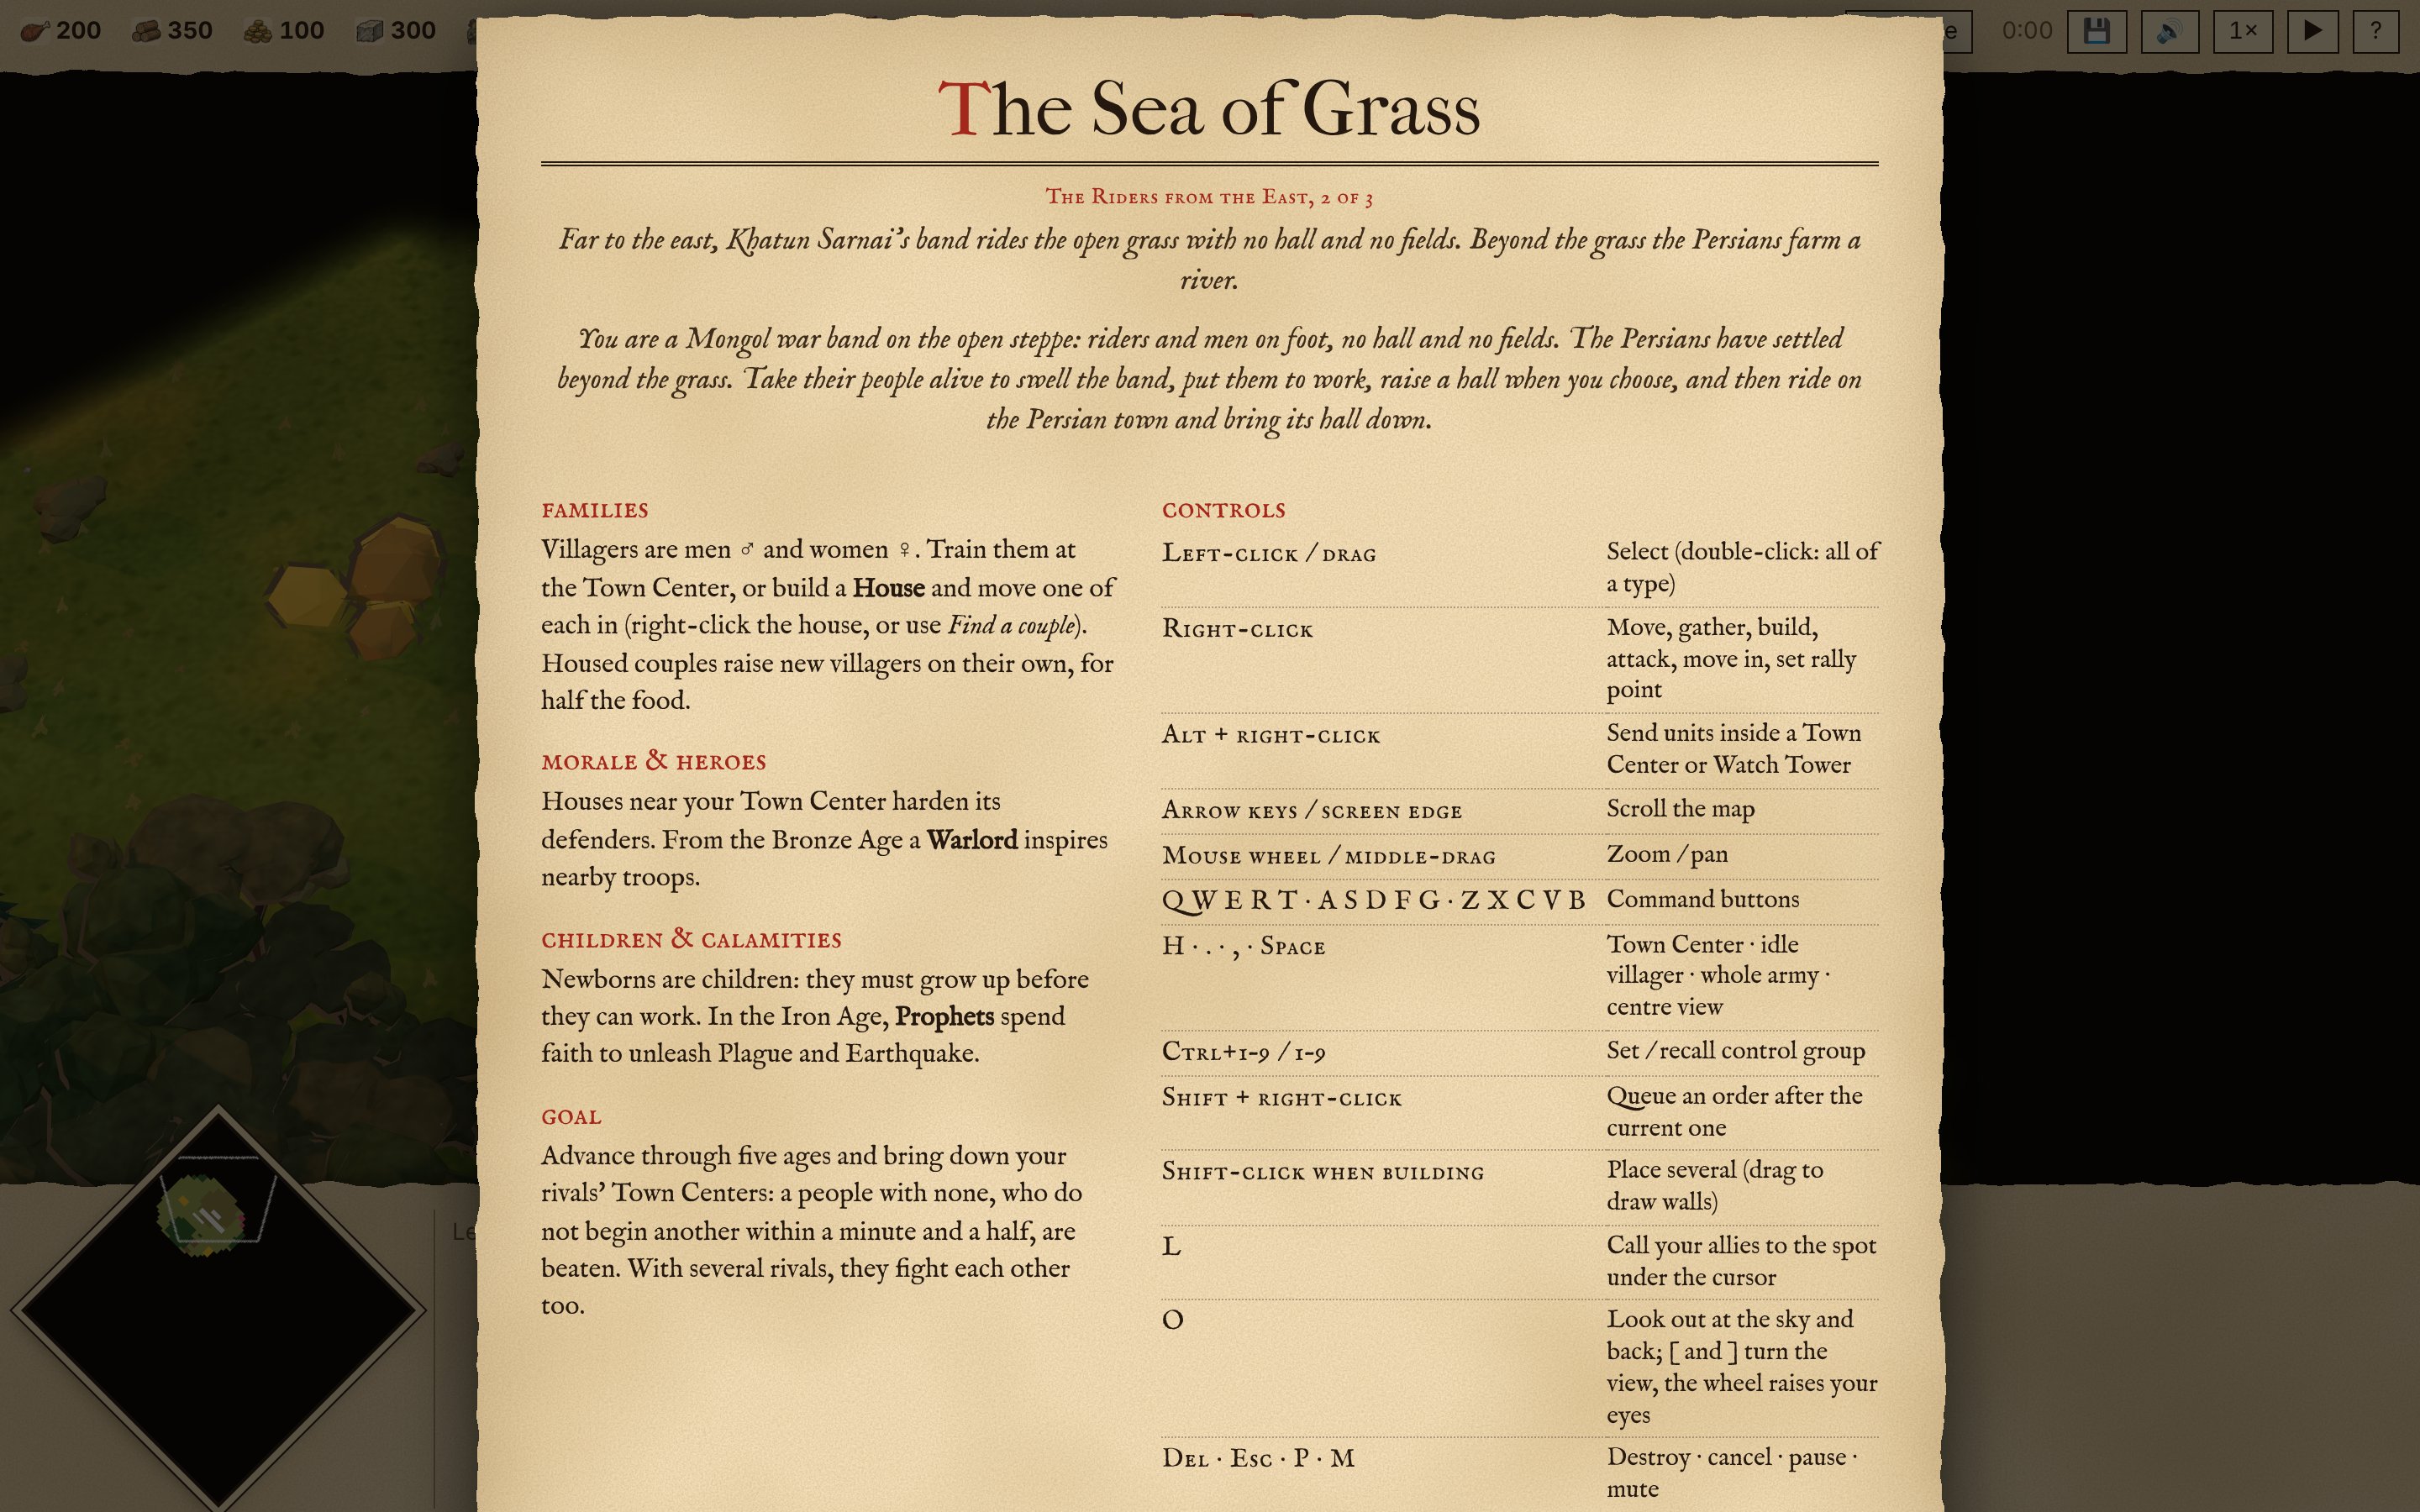 200 350 100 300
e 0:00 1× ▶ ?
The Sea of Grass
The Riders from the East, 2 of 3
Far to the east, Khatun Sarnai’s band rides the open grass with no hall and no fields. Beyond the grass the Persians farm a
river.
You are a Mongol war band on the open steppe: riders and men on foot, no hall and no fields. The Persians have settled
beyond the grass. Take their people alive to swell the band, put them to work, raise a hall when you choose, and then ride on
the Persian town and bring its hall down.
FAMILIES
Villagers are men ♂ and women ♀. Train them at
the Town Center, or build a House and move one of
each in (right-click the house, or use Find a couple).
Housed couples raise new villagers on their own, for
half the food.
MORALE & HEROES
Houses near your Town Center harden its
defenders. From the Bronze Age a Warlord inspires
nearby troops.
CHILDREN & CALAMITIES
Newborns are children: they must grow up before
they can work. In the Iron Age, Prophets spend
faith to unleash Plague and Earthquake.
GOAL
Advance through five ages and bring down your
rivals’ Town Centers: a people with none, who do
not begin another within a minute and a half, are
beaten. With several rivals, they fight each other
too.
CONTROLS
Left-click / drag
Select (double-click: all of
a type)
Right-click
Move, gather, build,
attack, move in, set rally
point
Alt + right-click
Send units inside a Town
Center or Watch Tower
Arrow keys / screen edge
Scroll the map
Mouse wheel / middle-drag
Zoom / pan
Q W E R T · A S D F G · Z X C V B
Command buttons
H · . · , · Space
Town Center · idle
villager · whole army ·
centre view
Ctrl+1-9 / 1-9
Set / recall control group
Shift + right-click
Queue an order after the
current one
Shift-click when building
Place several (drag to
draw walls)
L
Call your allies to the spot
under the cursor
O
Look out at the sky and
back; [ and ] turn the
view, the wheel raises your
eyes
Del · Esc · P · M
Destroy · cancel · pause ·
mute
Le